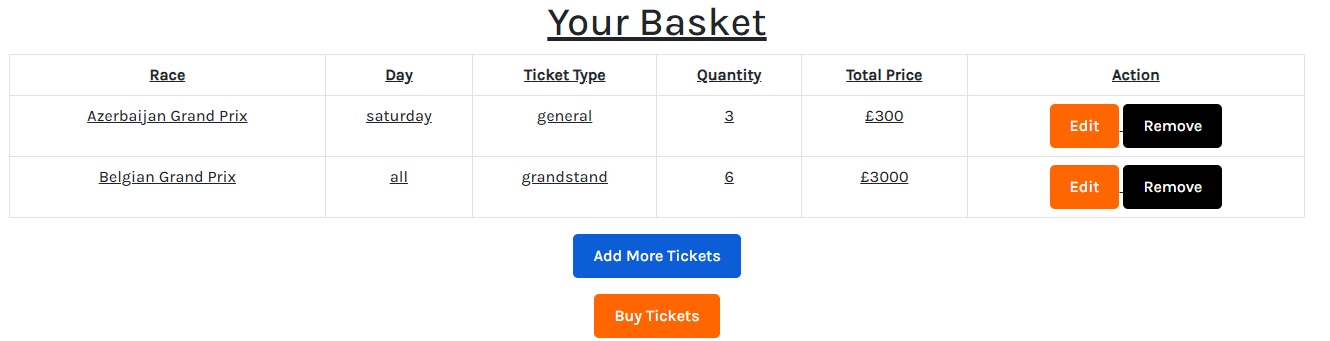 Your Basket
Race Day Ticket Type Quantity Total Price Action
Azerbaijan Grand Prix saturday general 3 £300 Edit Remove
Belgian Grand Prix all grandstand 6 £3000 Edit Remove
Add More Tickets
Buy Tickets